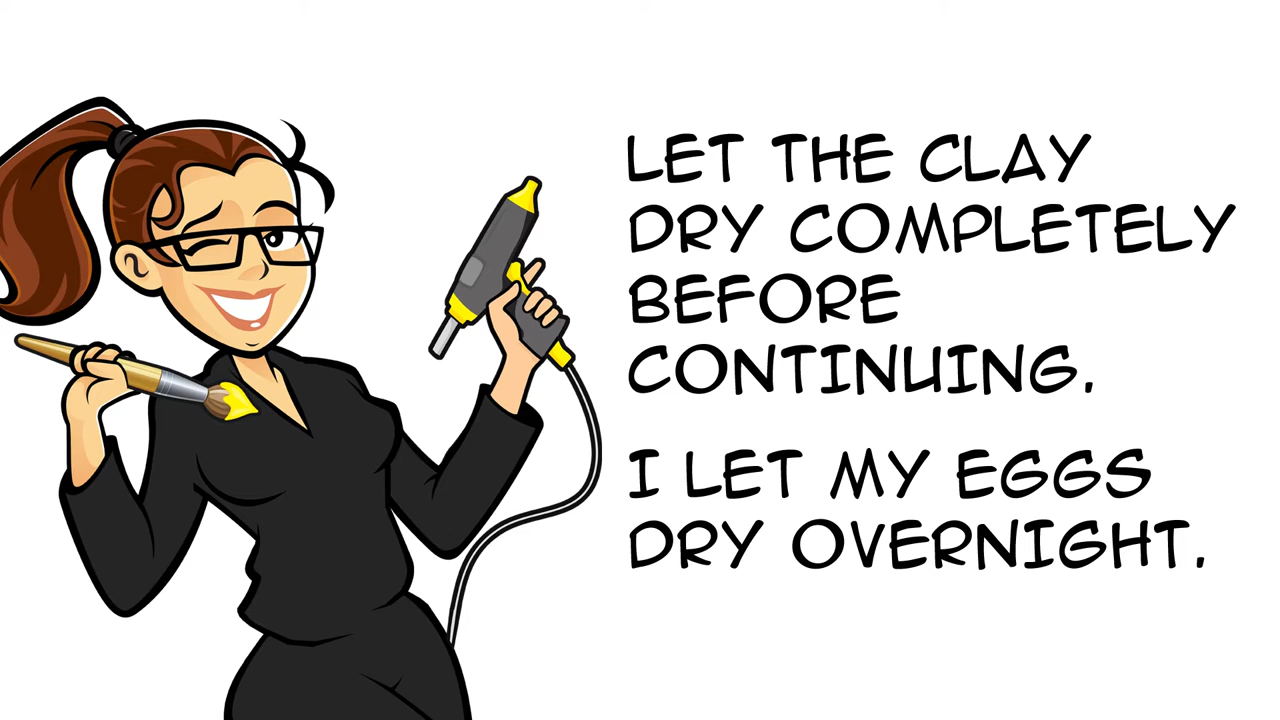 LET THE CLAY
DRY COMPLETELY
BEFORE
CONTINUING.
I LET MY EGGS
DRY OVERNIGHT.